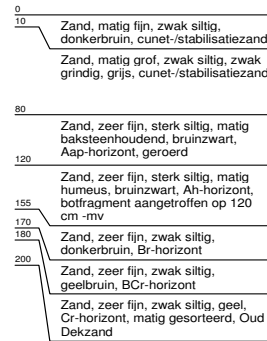 0
10
Zand, matig fijn, zwak siltig,
donkerbruin, cunet-/stabilisatiezand
Zand, matig grof, zwak siltig, zwak
grindig, grijs, cunet-/stabilisatiezand
80
Zand, zeer fijn, sterk siltig, matig
baksteenhoudend, bruinzwart,
Aap-horizont, geroerd
120
Zand, zeer fijn, sterk siltig, matig
humeus, bruinzwart, Ah-horizont,
botfragment aangetroffen op 120
cm -mv
155
Zand, zeer fijn, zwak siltig,
donkerbruin, Br-horizont
170
Zand, zeer fijn, zwak siltig,
geelbruin, BCr-horizont
180
Zand, zeer fijn, zwak siltig, geel,
Cr-horizont, matig gesorteerd, Oud
Dekzand
200